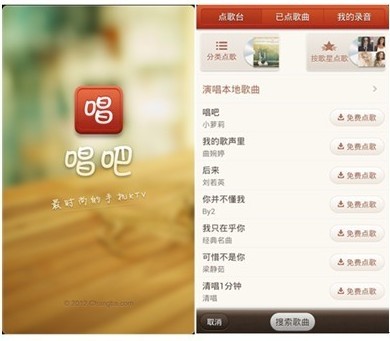 唱
唱吧
最时尚的手机KTV
© 2012 Changba.com
点歌台
已点歌曲
我的录音
分类点歌
按歌星点歌
演唱本地歌曲
唱吧
小萝莉
免费点歌
我的歌声里
曲婉婷
免费点歌
后来
刘若英
免费点歌
你并不懂我
By2
免费点歌
我只在乎你
经典名曲
免费点歌
可惜不是你
梁静茹
免费点歌
清唱1分钟
清唱
免费点歌
取消
搜索歌曲